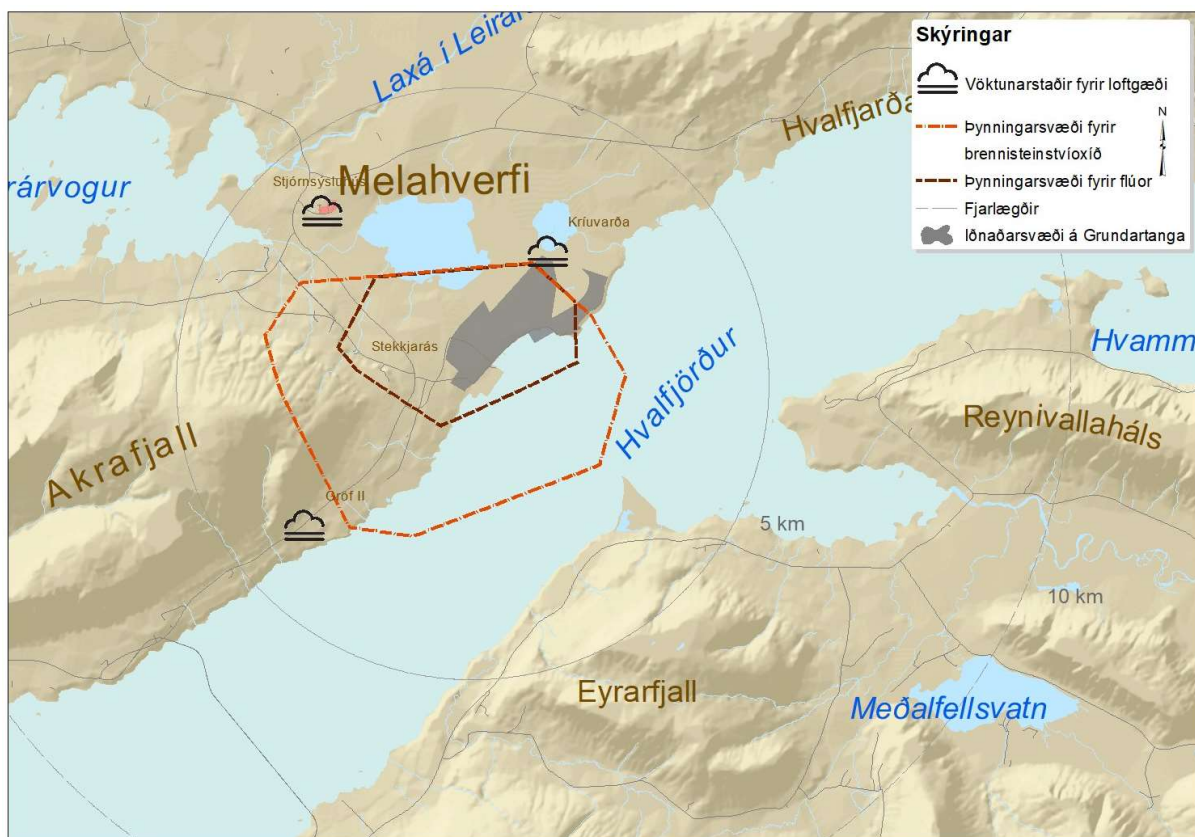 Skýringar
Vöktunarstaðir fyrir loftgæði
Þynningarsvæði fyrir
brennisteinstvíoxíð
Þynningarsvæði fyrir flúor
Fjarlægðir
Iðnaðarsvæði á Grundartanga
N
Laxá í
Hvalfjarða
rárvogur
Melahverfi
Kríuvarða
Stekkjarás
Hvalfjörður
Hvamm
Reynivallaháls
Akrafjall
Gröf II
5 km
10 km
Eyrarfjall
Meðalfellsvatn